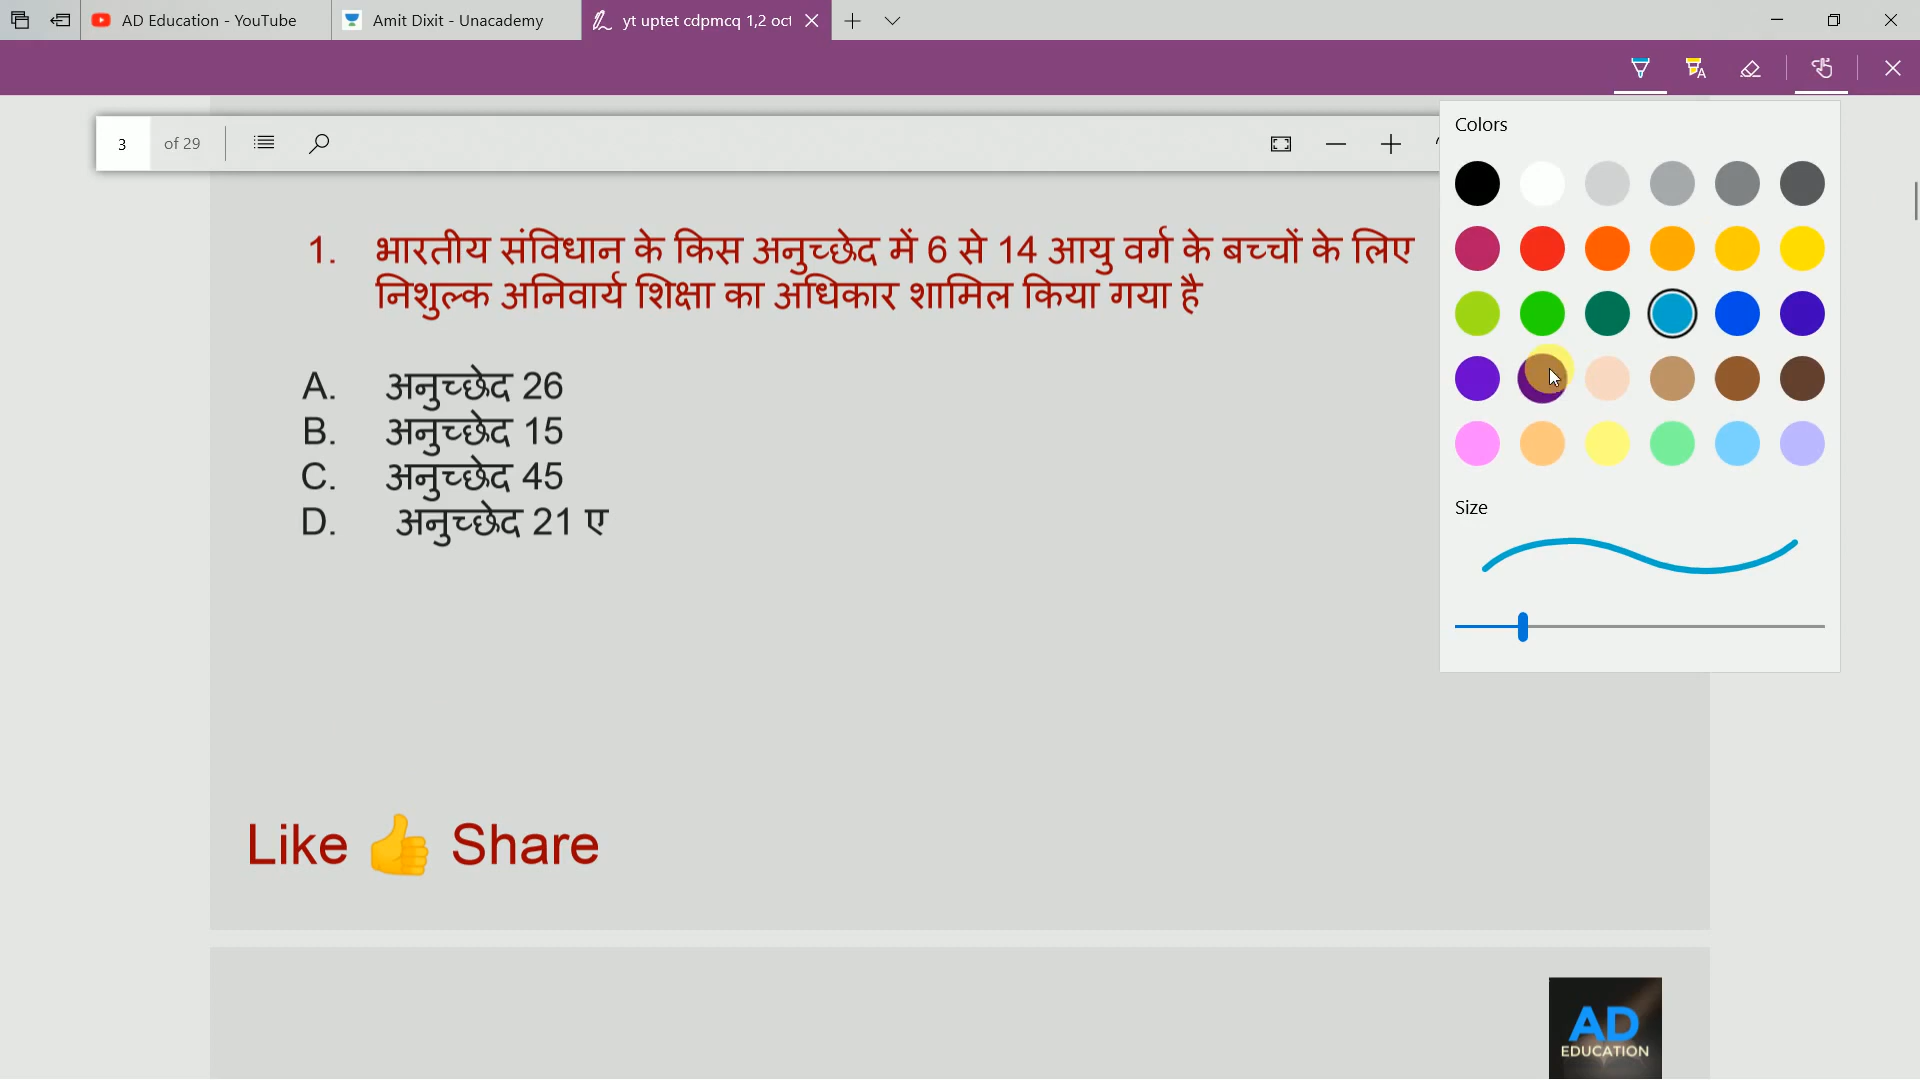 AD Education - YouTube
Amit Dixit - Unacademy
yt uptet cdpmcq 1,2 oct
3 of 29
Colors
1. भारतीय संविधान के किस अनुच्छेद में 6 से 14 आयु वर्ग के बच्चों के लिए
निशुल्क अनिवार्य शिक्षा का अधिकार शामिल किया गया है
A. अनुच्छेद 26
B. अनुच्छेद 15
C. अनुच्छेद 45
D. अनुच्छेद 21 ए
Size
Like 👍 Share
AD
EDUCATION